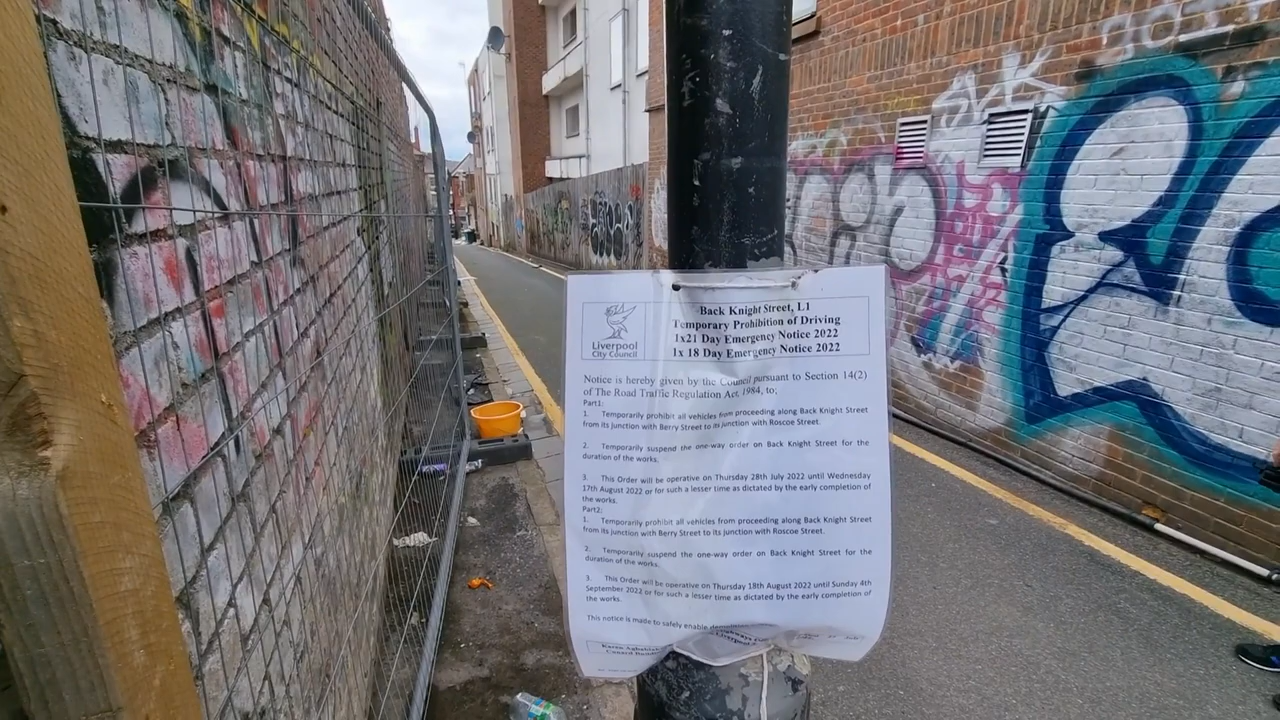 Liverpool
City Council
Back Knight Street, L1
Temporary Prohibition of Driving
1x21 Day Emergency Notice 2022
1x 18 Day Emergency Notice 2022
Notice is hereby given by the Council pursuant to Section 14(2)
of The Road Traffic Regulation Act, 1984, to;
Part1:
1. Temporarily prohibit all vehicles from proceeding along Back Knight Street
from its junction with Berry Street to its junction with Roscoe Street.
2. Temporarily suspend the one-way order on Back Knight Street for the
duration of the works.
3. This Order will be operative on Thursday 28th July 2022 until Wednesday
17th August 2022 or for such a lesser time as dictated by the early completion of
the works.
Part2:
1. Temporarily prohibit all vehicles from proceeding along Back Knight Street
from its junction with Berry Street to its junction with Roscoe Street.
2. Temporarily suspend the one-way order on Back Knight Street for the
duration of the works.
3. This Order will be operative on Thursday 18th August 2022 until Sunday 4th
September 2022 or for such a lesser time as dictated by the early completion of
the works.
This notice is made to safely enable
Karen
Cunard